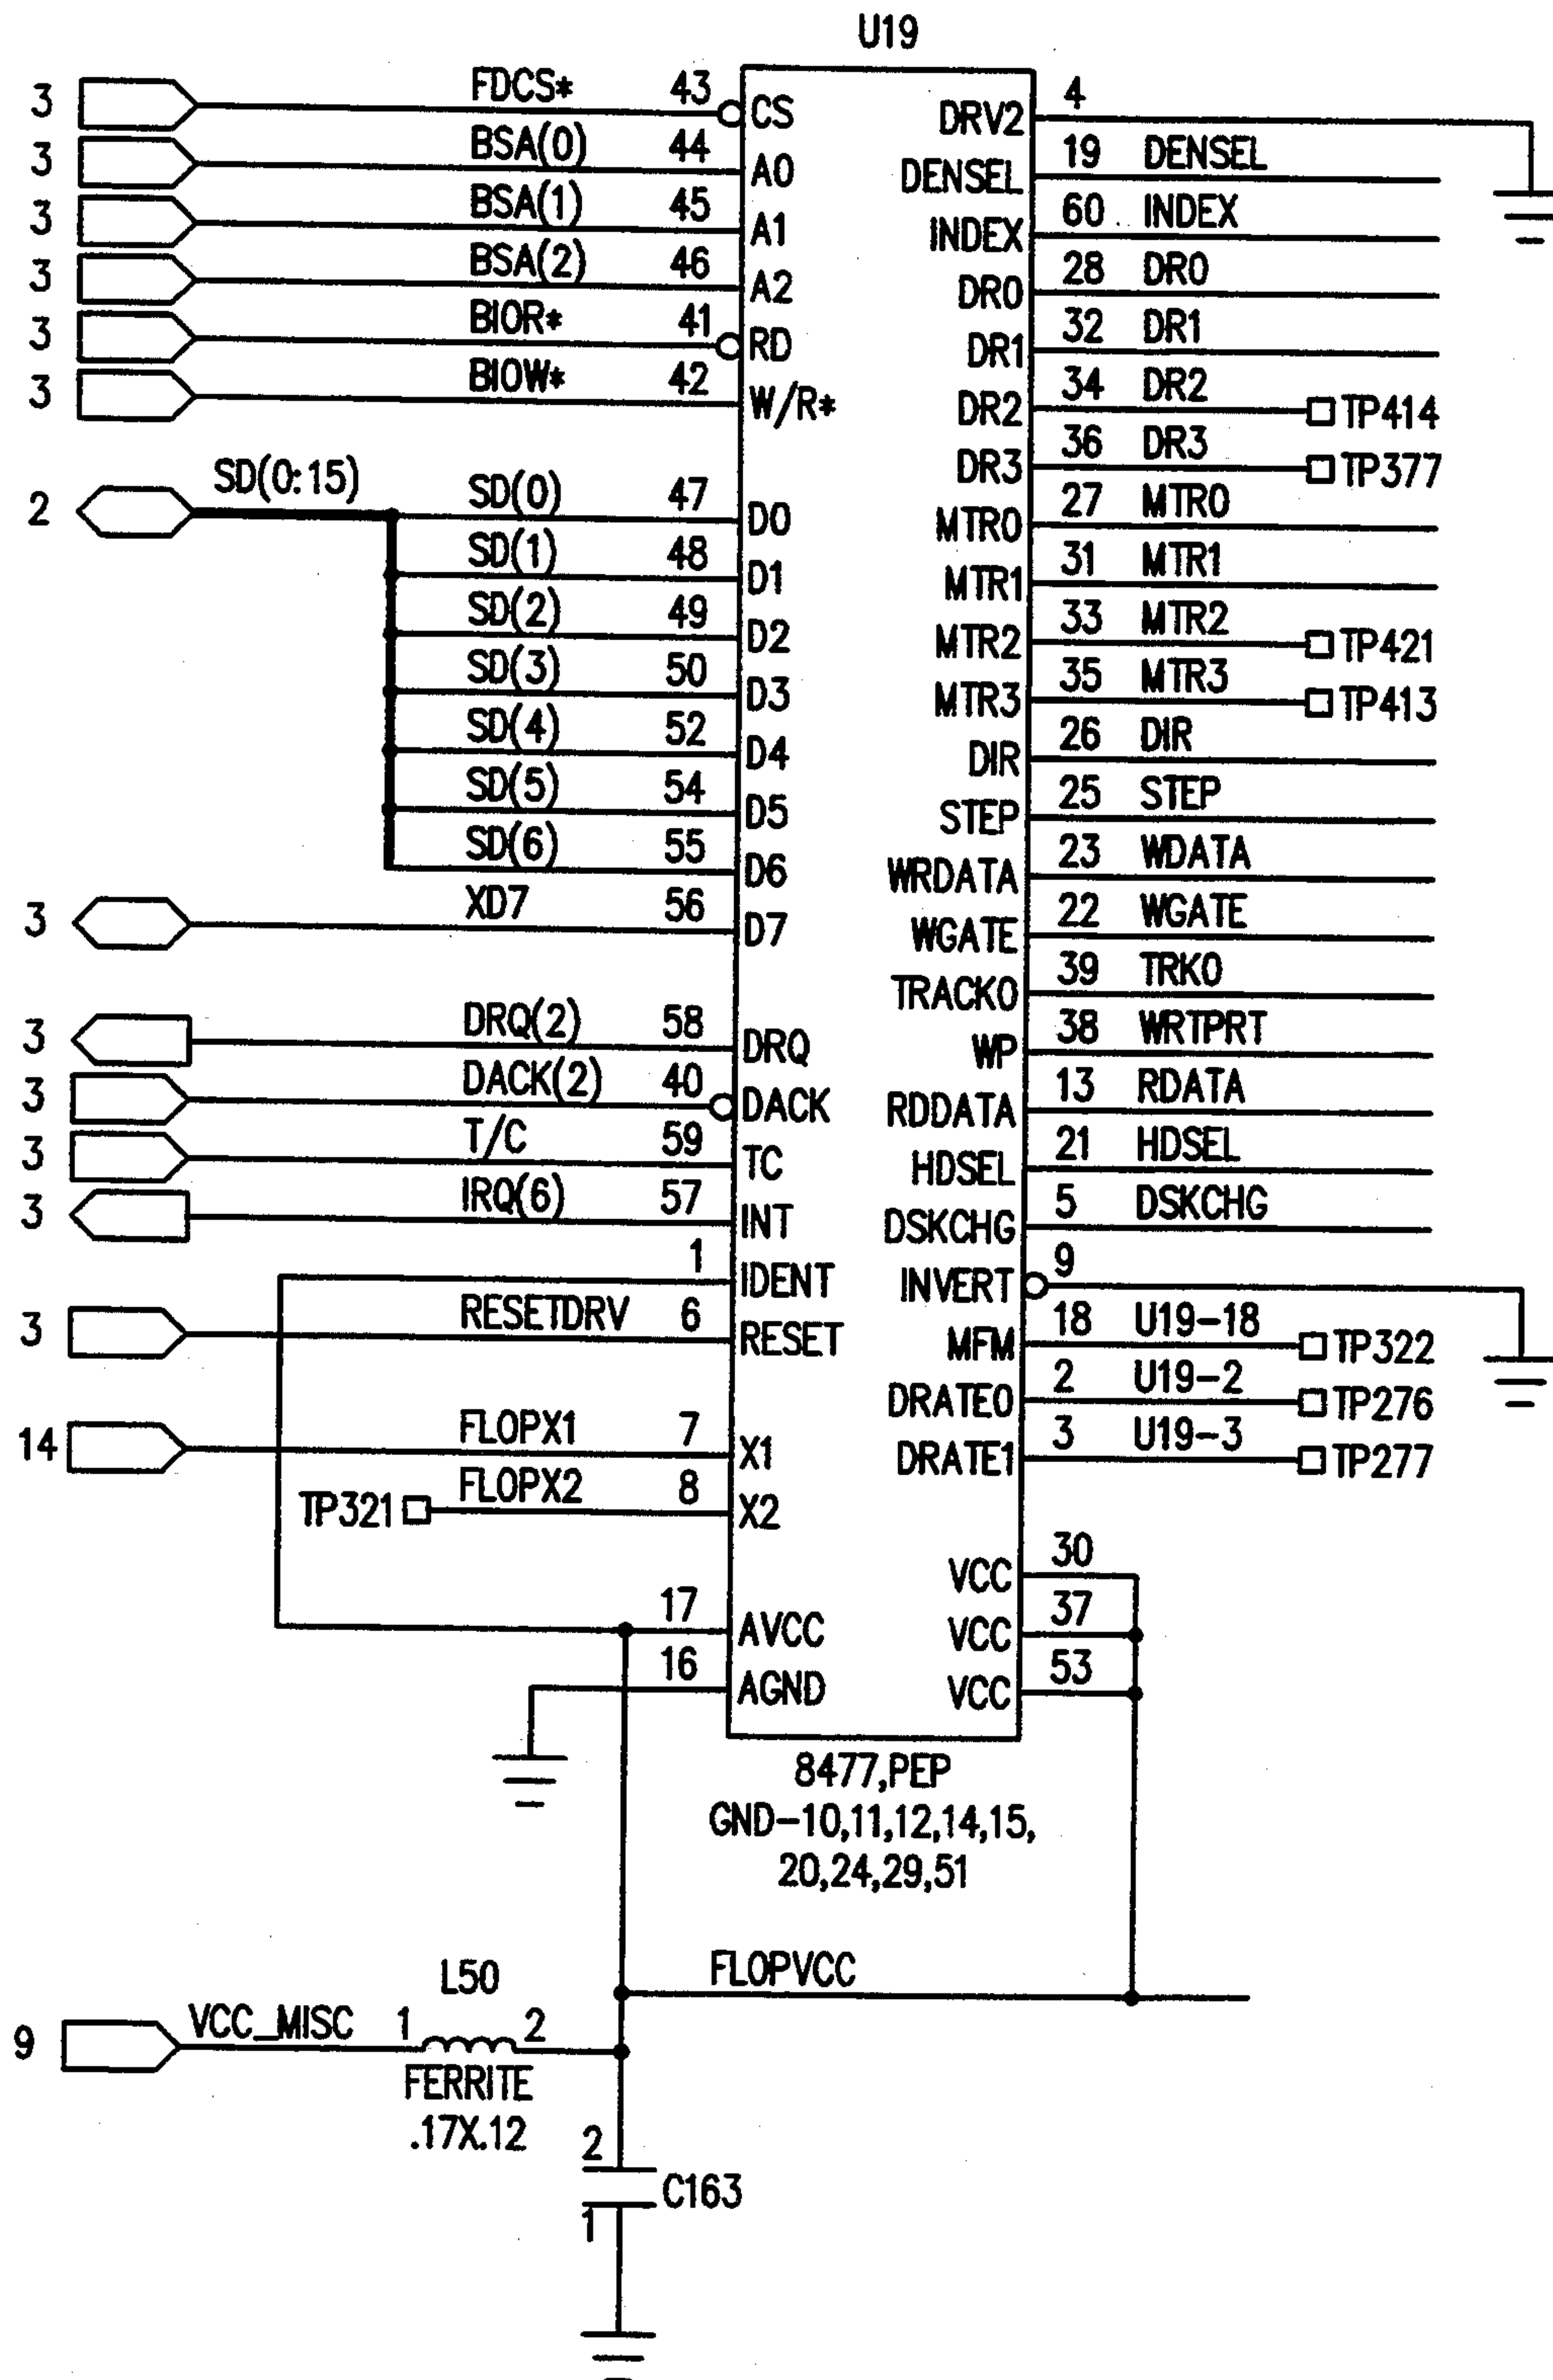 U19
3 FDCS* 43 CS
3 BSA(0) 44 A0
3 BSA(1) 45 A1
3 BSA(2) 46 A2
3 BIOR* 41 RD
3 BIOW* 42 W/R*
2 SD(0:15) SD(0) 47 D0
SD(1) 48 D1
SD(2) 49 D2
SD(3) 50 D3
SD(4) 52 D4
SD(5) 54 D5
SD(6) 55 D6
3 XD7 56 D7
3 DRQ(2) 58 DRQ
3 DACK(2) 40 DACK
3 T/C 59 TC
3 IRQ(6) 57 INT
1 IDENT
3 RESETDRV 6 RESET
14 FLOPX1 7 X1
TP321 FLOPX2 8 X2
17 AVCC
16 AGND
DRV2 4
DENSEL 19 DENSEL
INDEX 60 INDEX
DR0 28 DR0
DR1 32 DR1
DR2 34 DR2 TP414
DR3 36 DR3 TP377
MTR0 27 MTR0
MTR1 31 MTR1
MTR2 33 MTR2 TP421
MTR3 35 MTR3 TP413
DIR 26 DIR
STEP 25 STEP
WRDATA 23 WDATA
WGATE 22 WGATE
TRACK0 39 TRK0
WP 38 WRTPRT
RDDATA 13 RDATA
HDSEL 21 HDSEL
DSKCHG 5 DSKCHG
INVERT 9
MFM 18 U19-18 TP322
DRATE0 2 U19-2 TP276
DRATE1 3 U19-3 TP277
VCC 30
VCC 37
VCC 53
8477,PEP
GND-10,11,12,14,15,
20,24,29,51
FLOPVCC
L50
9 VCC_MISC 1 2
FERRITE
.17X.12
2
C163
1